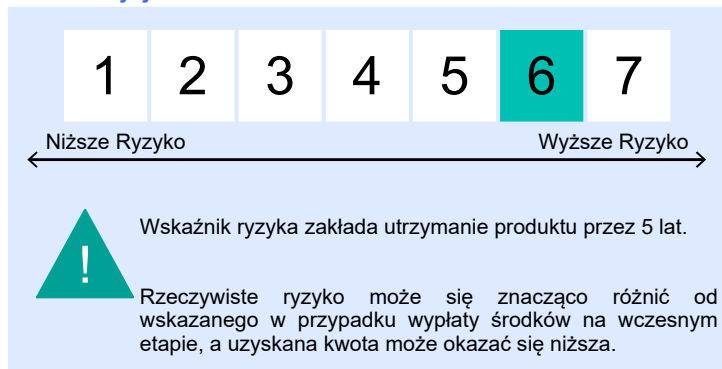 1 2 3 4 5 6 7
Niższe Ryzyko Wyższe Ryzyko
!
Wskaźnik ryzyka zakłada utrzymanie produktu przez 5 lat.
Rzeczywiste ryzyko może się znacząco różnić od
wskazanego w przypadku wypłaty środków na wczesnym
etapie, a uzyskana kwota może okazać się niższa.